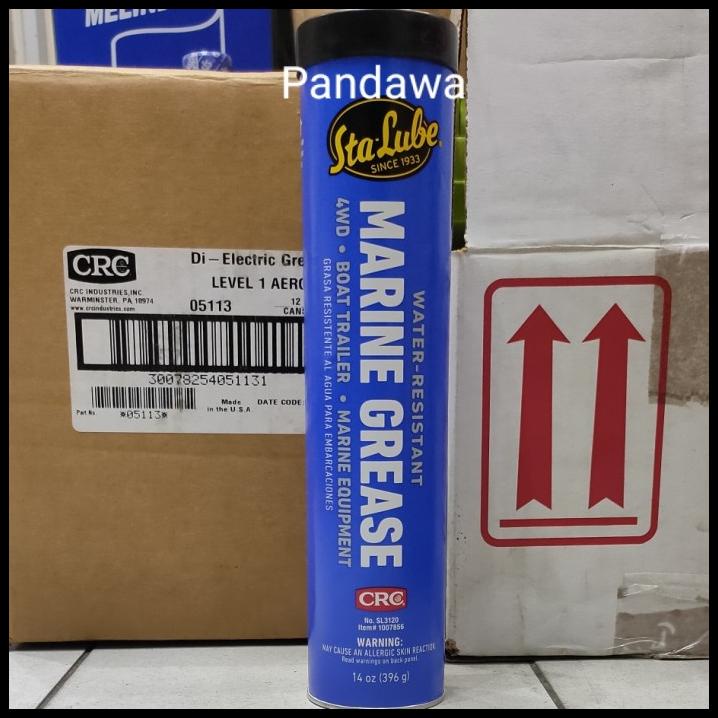 Pandawa
Sta-Lube
SINCE 1933
WATER-RESISTANT
MARINE GREASE
4WD • BOAT TRAILER • MARINE EQUIPMENT
GRASA RESISTENTE AL AGUA PARA EMBARCACIONES
CRC
No. SL3120
Item# 1007856
WARNING:
MAY CAUSE AN ALLERGIC SKIN REACTION
Read warnings on back panel
14 oz (396 g)
CRC
CRC INDUSTRIES, INC
WARMINSTER, PA 18974
www.crcindustries.com
Di-Electric Gre
LEVEL 1 AERO
05113
12
CANS
30078254051131
Part No
*05113*
Made
in the U.S.A
DATE CODE: